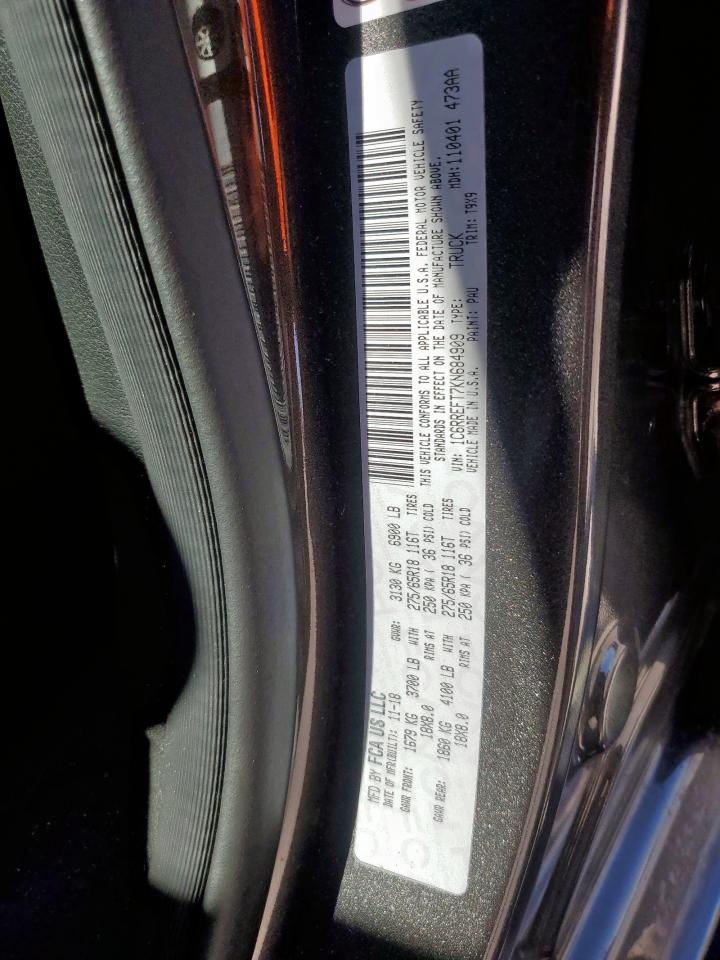 MFD BY FCA US LLC
DATE OF MFR(BUILT): 11-18 GVWR: 3130 KG 6900 LB
GAWR FRONT: 1679 KG 3700 LB WITH 275/65R18 116T TIRES
18X8.0 RIMS AT 250 KPA ( 36 PSI) COLD
GAWR REAR: 1860 KG 4100 LB WITH 275/65R18 116T TIRES
18X8.0 RIMS AT 250 KPA ( 36 PSI) COLD
THIS VEHICLE CONFORMS TO ALL APPLICABLE U.S.A. FEDERAL MOTOR VEHICLE SAFETY
STANDARDS IN EFFECT ON THE DATE OF MANUFACTURE SHOWN ABOVE.
VIN: 1C6RREFT7KN684909 TYPE: TRUCK MDH:110401 473AA
VEHICLE MADE IN U.S.A. PAINT: PAU TRIM: T9X9